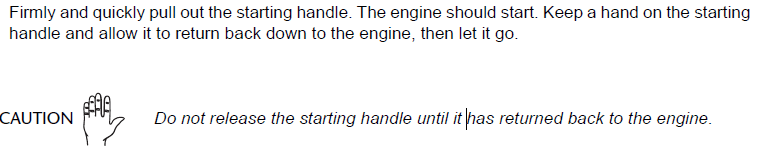 Firmly and quickly pull out the starting handle. The engine should start. Keep a hand on the starting
handle and allow it to return back down to the engine, then let it go.
CAUTION Do not release the starting handle until it has returned back to the engine.